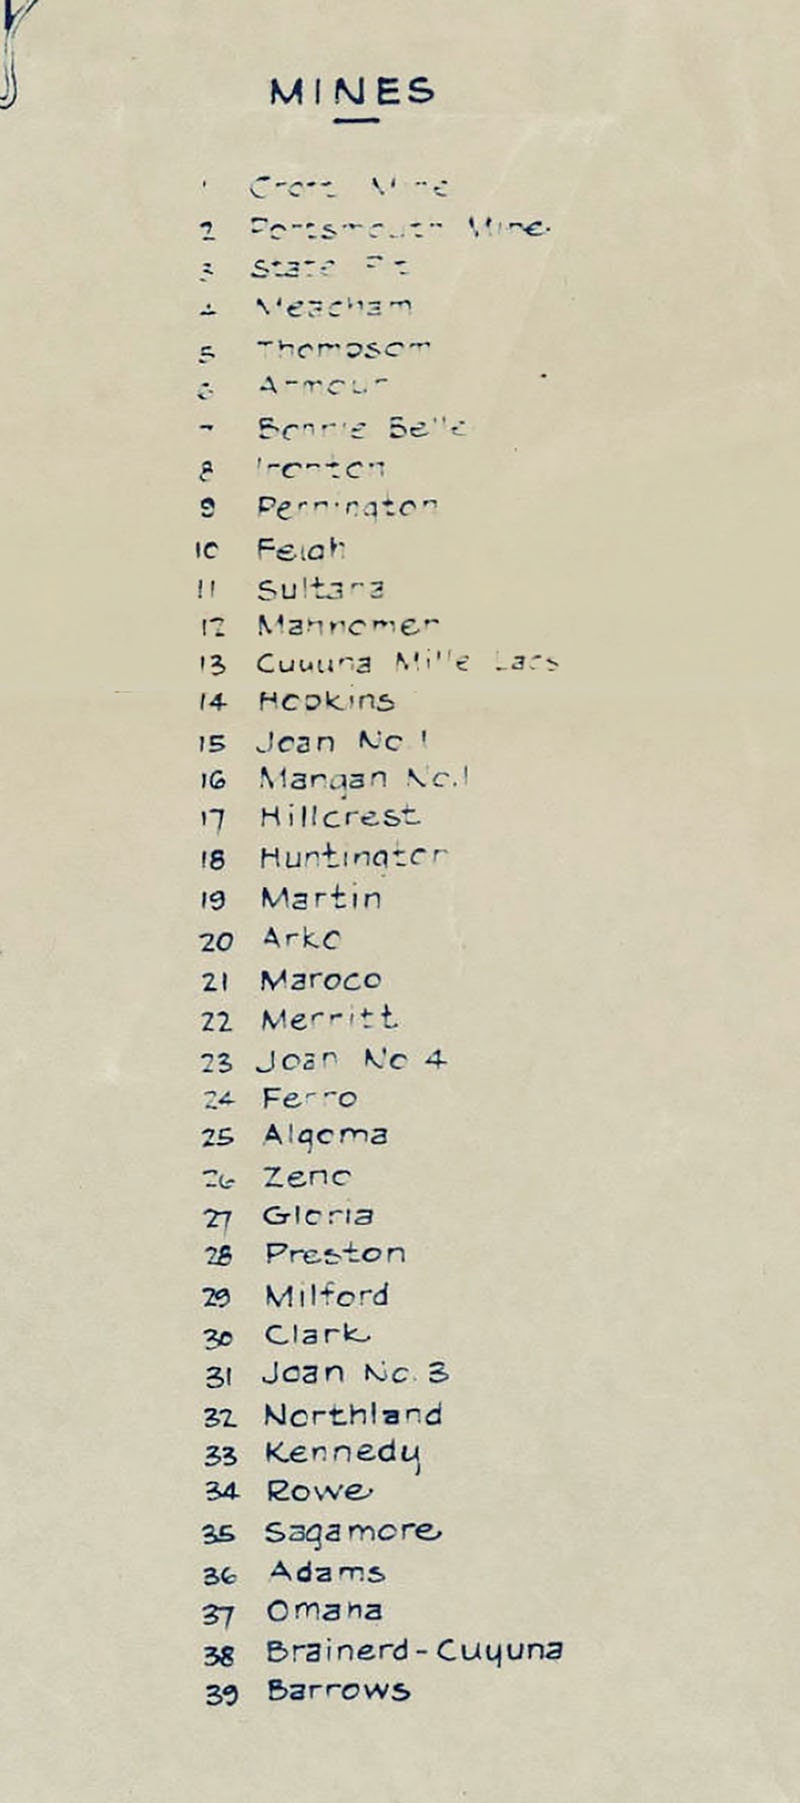 MINES
1 Croft Mine
2 Portsmouth Mine
3 State Pit
4 Meacham
5 Thompson
6 Armour
7 Bonnie Belle
8 Ironton
9 Pennington
10 Feigh
11 Sultana
12 Mahnomen
13 Cuyuna Mille Lacs
14 Hopkins
15 Joan No. 1
16 Mangan No. 1
17 Hillcrest
18 Huntington
19 Martin
20 Arko
21 Maroco
22 Merritt
23 Joan No 4
24 Ferro
25 Algoma
26 Zeno
27 Gloria
28 Preston
29 Milford
30 Clark
31 Joan No. 3
32 Northland
33 Kennedy
34 Rowe
35 Sagamore
36 Adams
37 Omaha
38 Brainerd-Cuyuna
39 Barrows